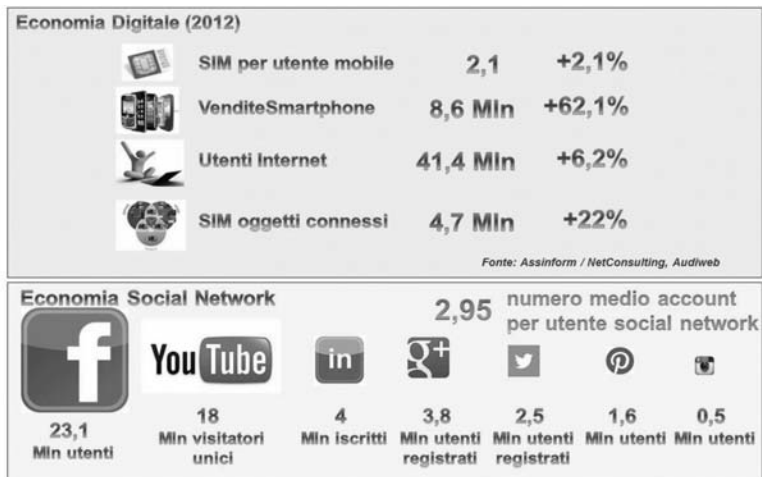 Economia Digitale (2012)
SIM per utente mobile 2,1 +2,1%
VenditeSmartphone 8,6 Mln +62,1%
Utenti Internet 41,4 Mln +6,2%
SIM oggetti connessi 4,7 Mln +22%
Fonte: Assinform / NetConsulting, Audiweb
Economia Social Network
2,95 numero medio account
per utente social network
f
You Tube
in
g+
23,1
Mln utenti
18
Mln visitatori
unici
4
Mln iscritti
3,8
Mln utenti
registrati
2,5
Mln utenti
registrati
1,6
Mln utenti
0,5
Mln utenti